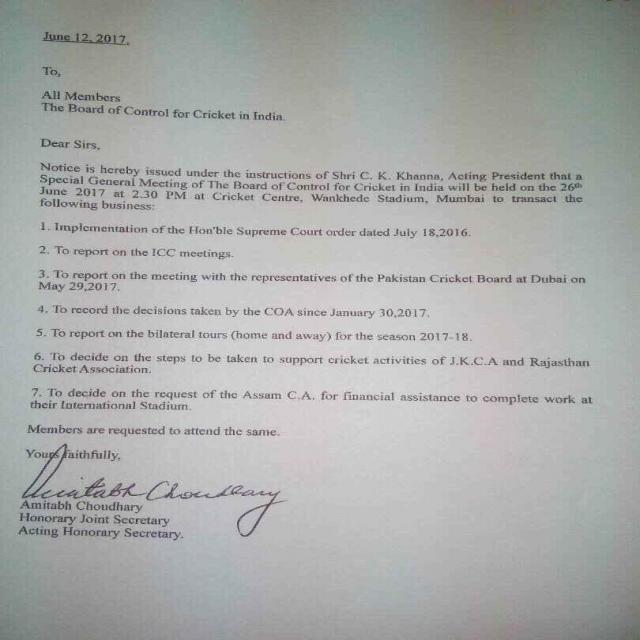 June 12, 2017.
To,
All Members
The Board of Control for Cricket in India.
Dear Sirs,
Notice is hereby issued under the instructions of Shri C. K. Khanna, Acting President that a
Special General Meeting of The Board of Control for Cricket in India will be held on the 26th
June 2017 at 2.30 PM at Cricket Centre, Wankhede Stadium, Mumbai to transact the
following business:
1. Implementation of the Hon'ble Supreme Court order dated July 18,2016.
2. To report on the ICC meetings.
3. To report on the meeting with the representatives of the Pakistan Cricket Board at Dubai on
May 29,2017.
4. To record the decisions taken by the COA since January 30,2017.
5. To report on the bilateral tours (home and away) for the season 2017-18.
6. To decide on the steps to be taken to support cricket activities of J.K.C.A and Rajasthan
Cricket Association.
7. To decide on the request of the Assam C.A. for financial assistance to complete work at
their International Stadium.
Members are requested to attend the same.
Yours faithfully,
Amitabh Choudhary
Amitabh Choudhary
Honorary Joint Secretary
Acting Honorary Secretary.